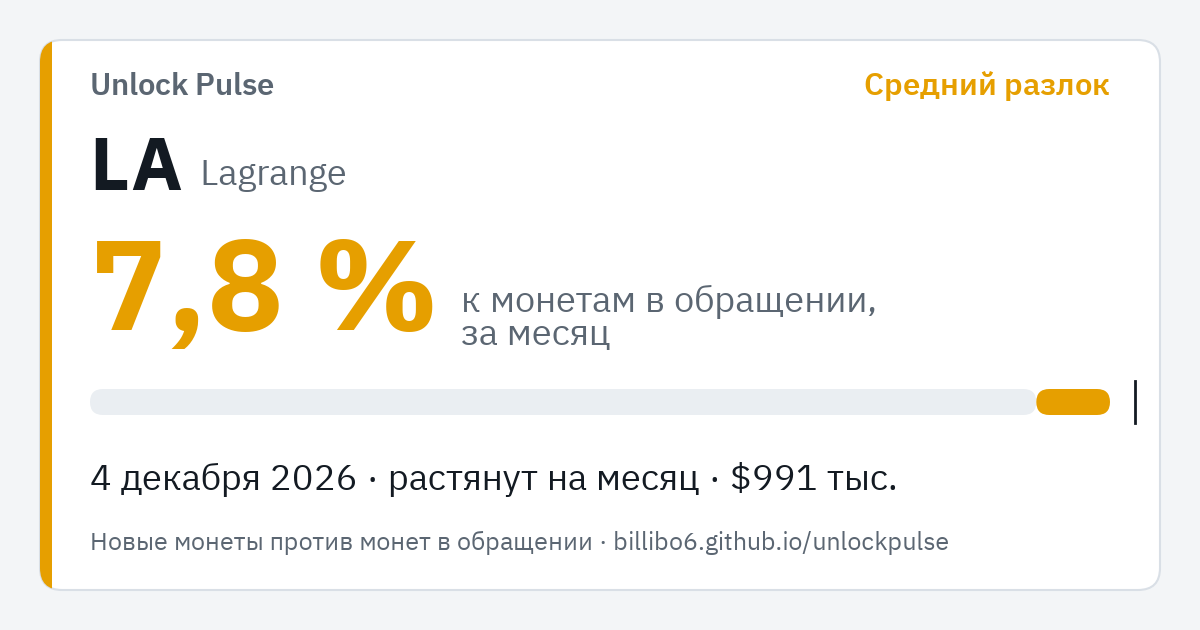 Unlock Pulse
Средний разлок
LA Lagrange
7,8 % к монетам в обращении,
за месяц
4 декабря 2026 · растянут на месяц · $991 тыс.
Новые монеты против монет в обращении · billibo6.github.io/unlockpulse